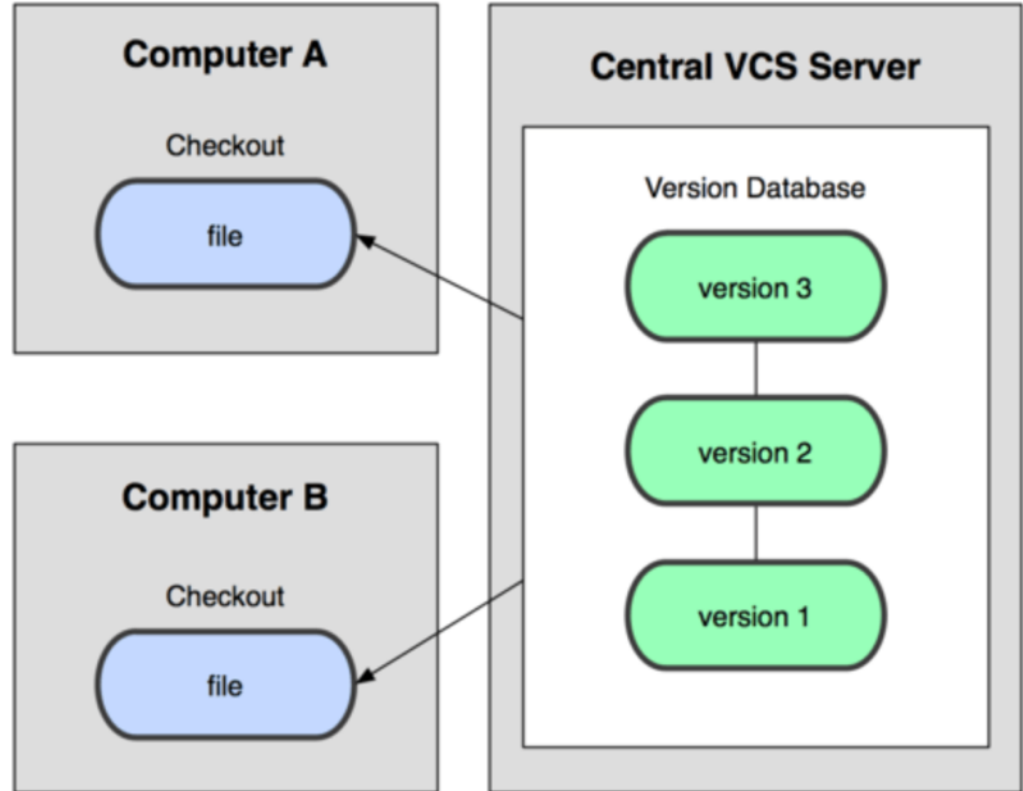 Computer A
Checkout
file
Computer B
Checkout
file
Central VCS Server
Version Database
version 3
version 2
version 1